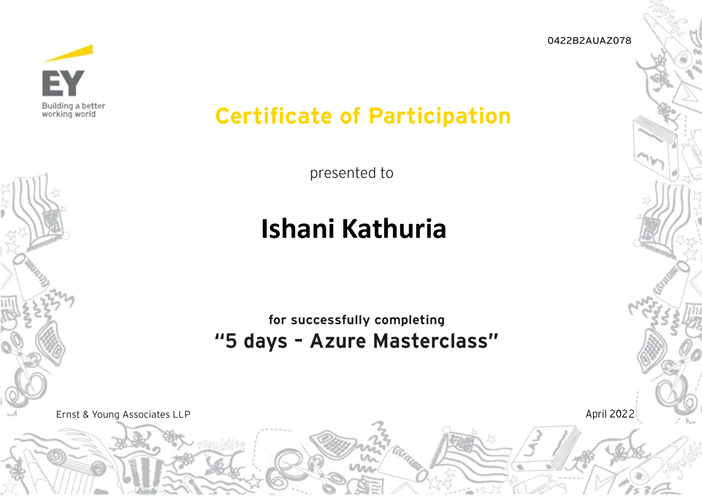 0422B2AUAZ078
EY
Building a better
working world
Certificate of Participation
presented to
Ishani Kathuria
for successfully completing
“5 days – Azure Masterclass”
Ernst & Young Associates LLP
April 2022